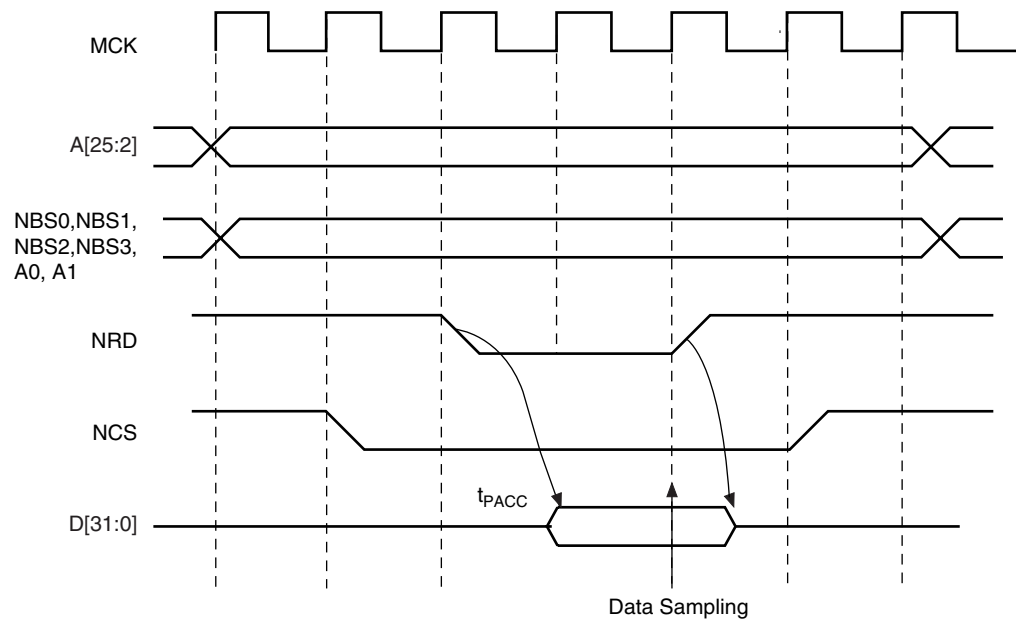 MCK
A[25:2]
NBS0,NBS1,
NBS2,NBS3,
A0, A1
NRD
NCS
tPACC
D[31:0]
Data Sampling